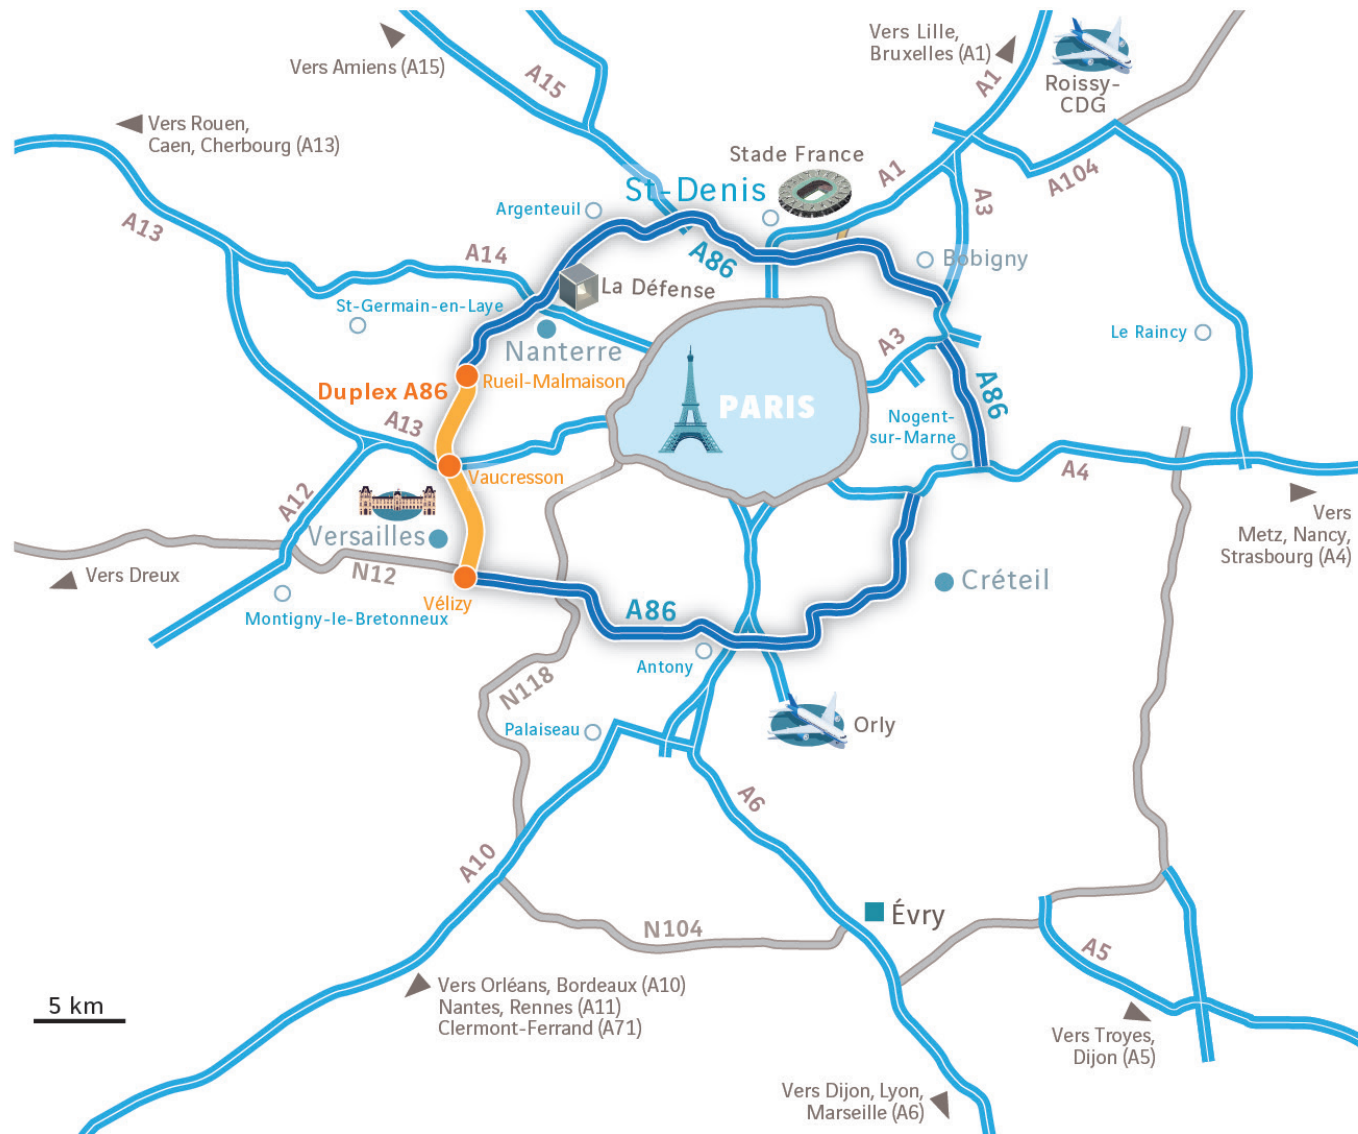 Vers Lille,
Bruxelles (A1)
Vers Amiens (A15)
A15
A1
Roissy-
CDG
Vers Rouen,
Caen, Cherbourg (A13)
Stade France
A1
A104
St-Denis
A3
Argenteuil
A13
A14
A86
Bobigny
La Défense
St-Germain-en-Laye
Le Raincy
Nanterre
A3
Duplex A86
Rueil-Malmaison
A86
PARIS
A13
Nogent-
sur-Marne
A4
Vaucresson
A12
Vers
Metz, Nancy,
Strasbourg (A4)
Versailles
Vers Dreux
N12
Créteil
Vélizy
A86
Montigny-le-Bretonneux
Antony
N118
Orly
Palaiseau
A6
A10
Évry
N104
A5
Vers Orléans, Bordeaux (A10)
Nantes, Rennes (A11)
Clermont-Ferrand (A71)
5 km
Vers Troyes,
Dijon (A5)
Vers Dijon, Lyon,
Marseille (A6)